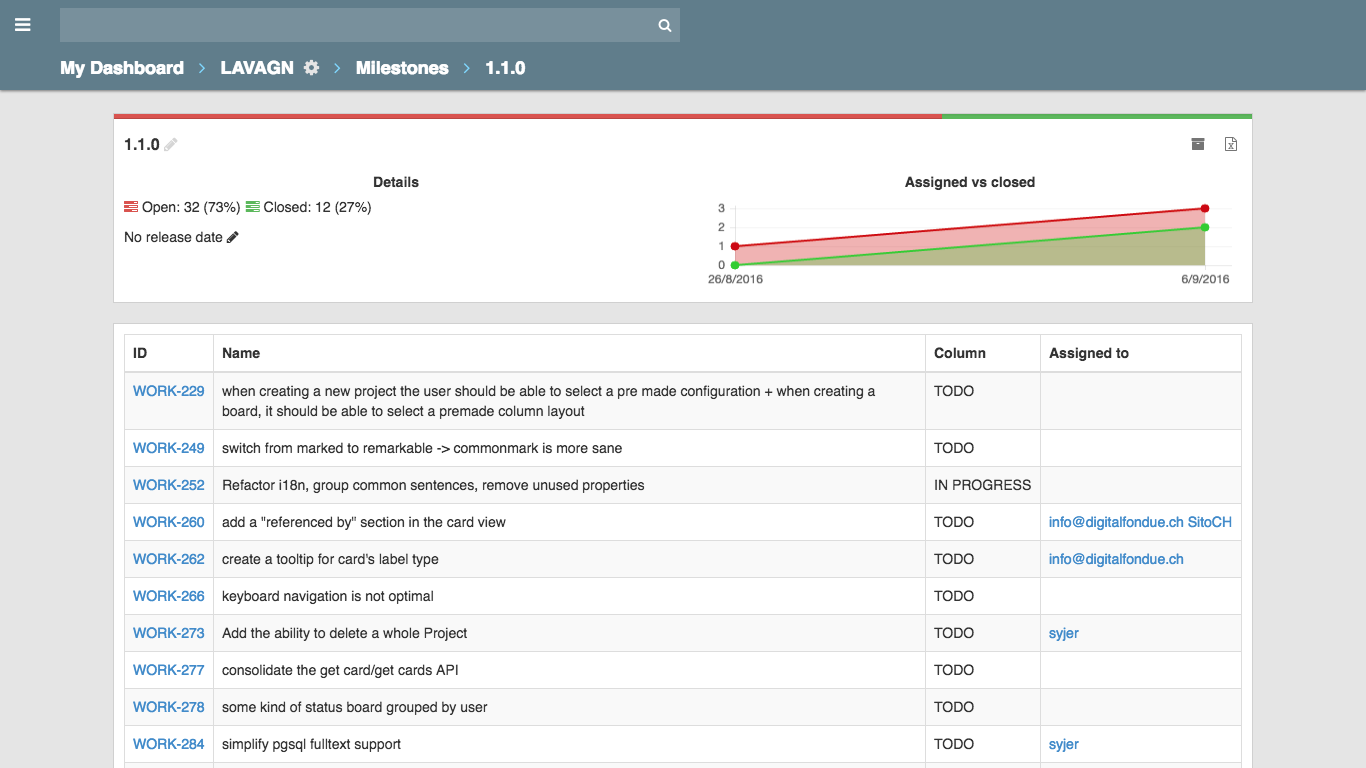 My Dashboard > LAVAGN > Milestones > 1.1.0
1.1.0
Details
Open: 32 (73%) Closed: 12 (27%)
No release date
Assigned vs closed
3
2
1
0
26/8/2016 6/9/2016
ID Name Column Assigned to
WORK-229 when creating a new project the user should be able to select a pre made configuration + when creating a TODO
board, it should be able to select a premade column layout
WORK-249 switch from marked to remarkable -> commonmark is more sane TODO
WORK-252 Refactor i18n, group common sentences, remove unused properties IN PROGRESS
WORK-260 add a "referenced by" section in the card view TODO info@digitalfondue.ch SitoCH
WORK-262 create a tooltip for card's label type TODO info@digitalfondue.ch
WORK-266 keyboard navigation is not optimal TODO
WORK-273 Add the ability to delete a whole Project TODO syjer
WORK-277 consolidate the get card/get cards API TODO
WORK-278 some kind of status board grouped by user TODO
WORK-284 simplify pgsql fulltext support TODO syjer